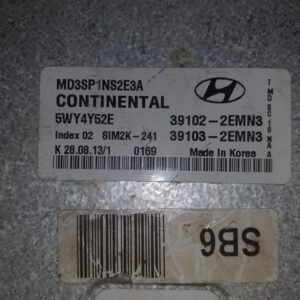 MD3SP1NS2E3A
CONTINENTAL
5WY4Y52E 39102-2EMN3
Index 02 SIM2K-241 39103-2EMN3
K 28.08.13/1 0169 Made in Korea
SB6